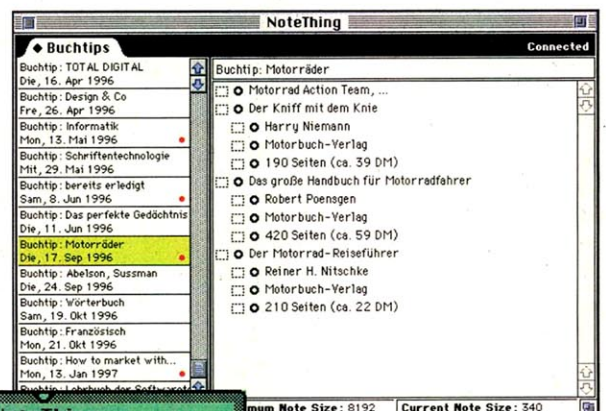 NoteThing
Buchtips
Connected
Buchtip: TOTAL DIGITAL
Die, 16. Apr 1996
Buchtip: Design & Co
Fre, 26. Apr 1996
Buchtip: Informatik
Mon, 13. Mai 1996
Buchtip: Schriftentechnologie
Mit, 29. Mai 1996
Buchtip: bereits erledigt
Sam, 8. Jun 1996
Buchtip: Das perfekte Gedächtnis
Die, 11. Jun 1996
Buchtip: Motorräder
Die, 17. Sep 1996
Buchtip: Abelson, Sussman
Die, 24. Sep 1996
Buchtip: Wörterbuch
Sam, 19. Okt 1996
Buchtip: Französisch
Mon, 21. Okt 1996
Buchtip: How to market with...
Mon, 13. Jan 1997
Buchtip: Lehrbuch der
Buchtip: Motorräder
Motorrad Action Team, ...
Der Kniff mit dem Knie
Harry Niemann
Motorbuch-Verlag
190 Seiten (ca. 39 DM)
Das große Handbuch für Motorradfahrer
Robert Poensgen
Motorbuch-Verlag
420 Seiten (ca. 59 DM)
Der Motorrad-Reiseführer
Reiner H. Nitschke
Motorbuch-Verlag
210 Seiten (ca. 22 DM)
Note Size: 8192
Current Note Size: 340